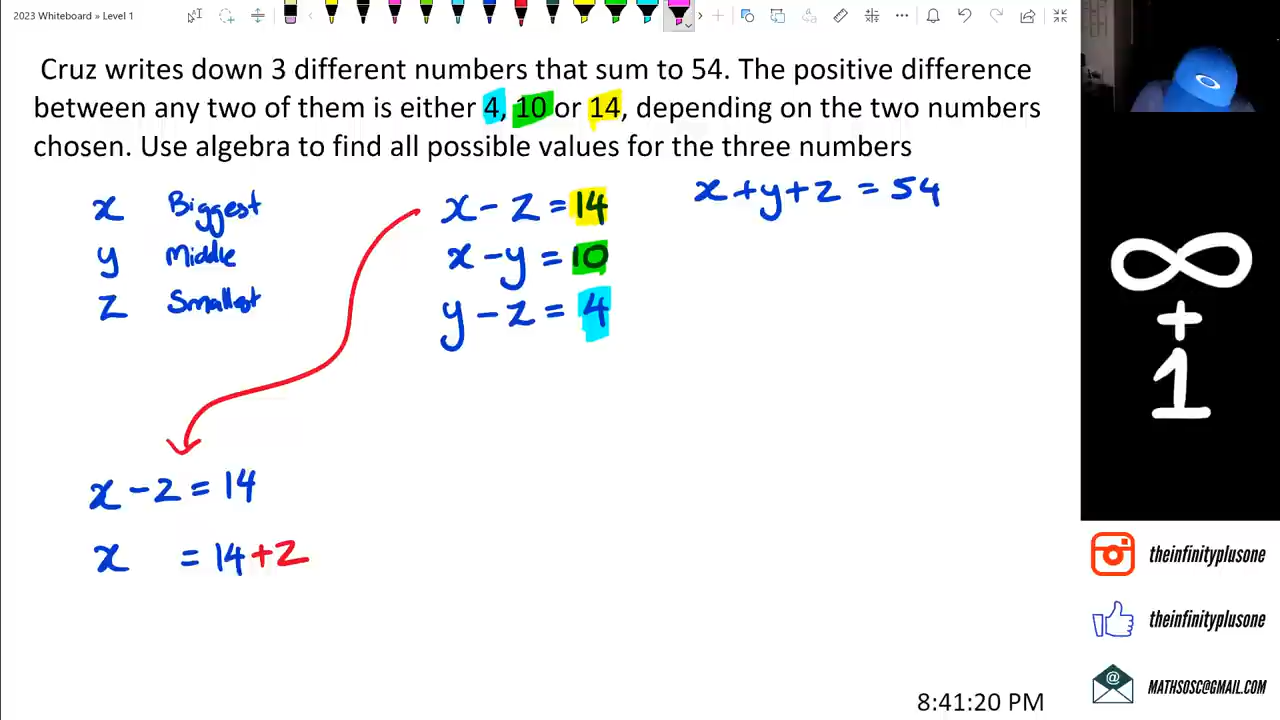 2023 Whiteboard » Level 1
Cruz writes down 3 different numbers that sum to 54. The positive difference
between any two of them is either 4, 10 or 14, depending on the two numbers
chosen. Use algebra to find all possible values for the three numbers
x Biggest
y Middle
z Smallest
x - z = 14
x - y = 10
y - z = 4
x + y + z = 54
x - z = 14
x = 14 + z
∞
+
1
theinfinityplusone
theinfinityplusone
@
MATHSOSC@GMAIL.COM
8:41:20 PM